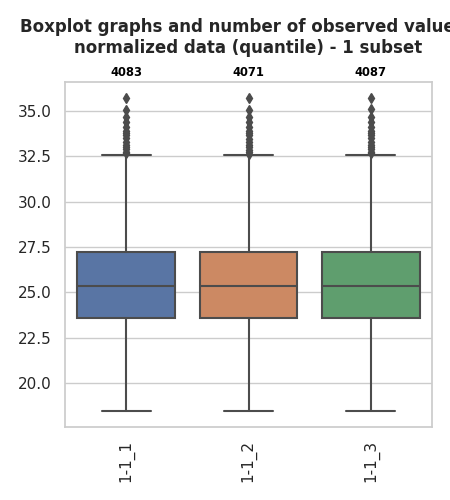 Boxplot graphs and number of observed value
normalized data (quantile) - 1 subset
4083 4071 4087
35.0
32.5
30.0
27.5
25.0
22.5
20.0
1-1_1 1-1_2 1-1_3